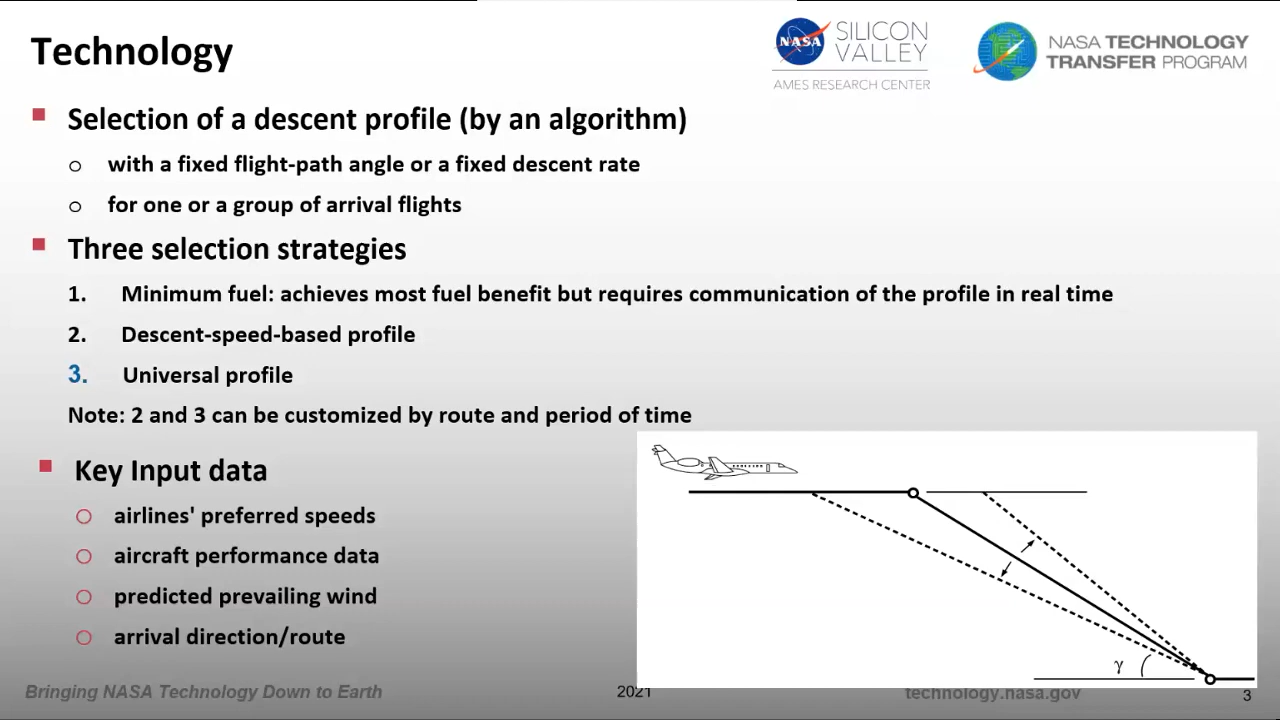 Technology
NASA
SILICON
VALLEY
AMES RESEARCH CENTER
NASA TECHNOLOGY
TRANSFER PROGRAM
Selection of a descent profile (by an algorithm)
with a fixed flight-path angle or a fixed descent rate
for one or a group of arrival flights
Three selection strategies
1. Minimum fuel: achieves most fuel benefit but requires communication of the profile in real time
2. Descent-speed-based profile
3. Universal profile
Note: 2 and 3 can be customized by route and period of time
Key Input data
airlines' preferred speeds
aircraft performance data
predicted prevailing wind
arrival direction/route
γ
Bringing NASA Technology Down to Earth
2021
technology.nasa.gov
3